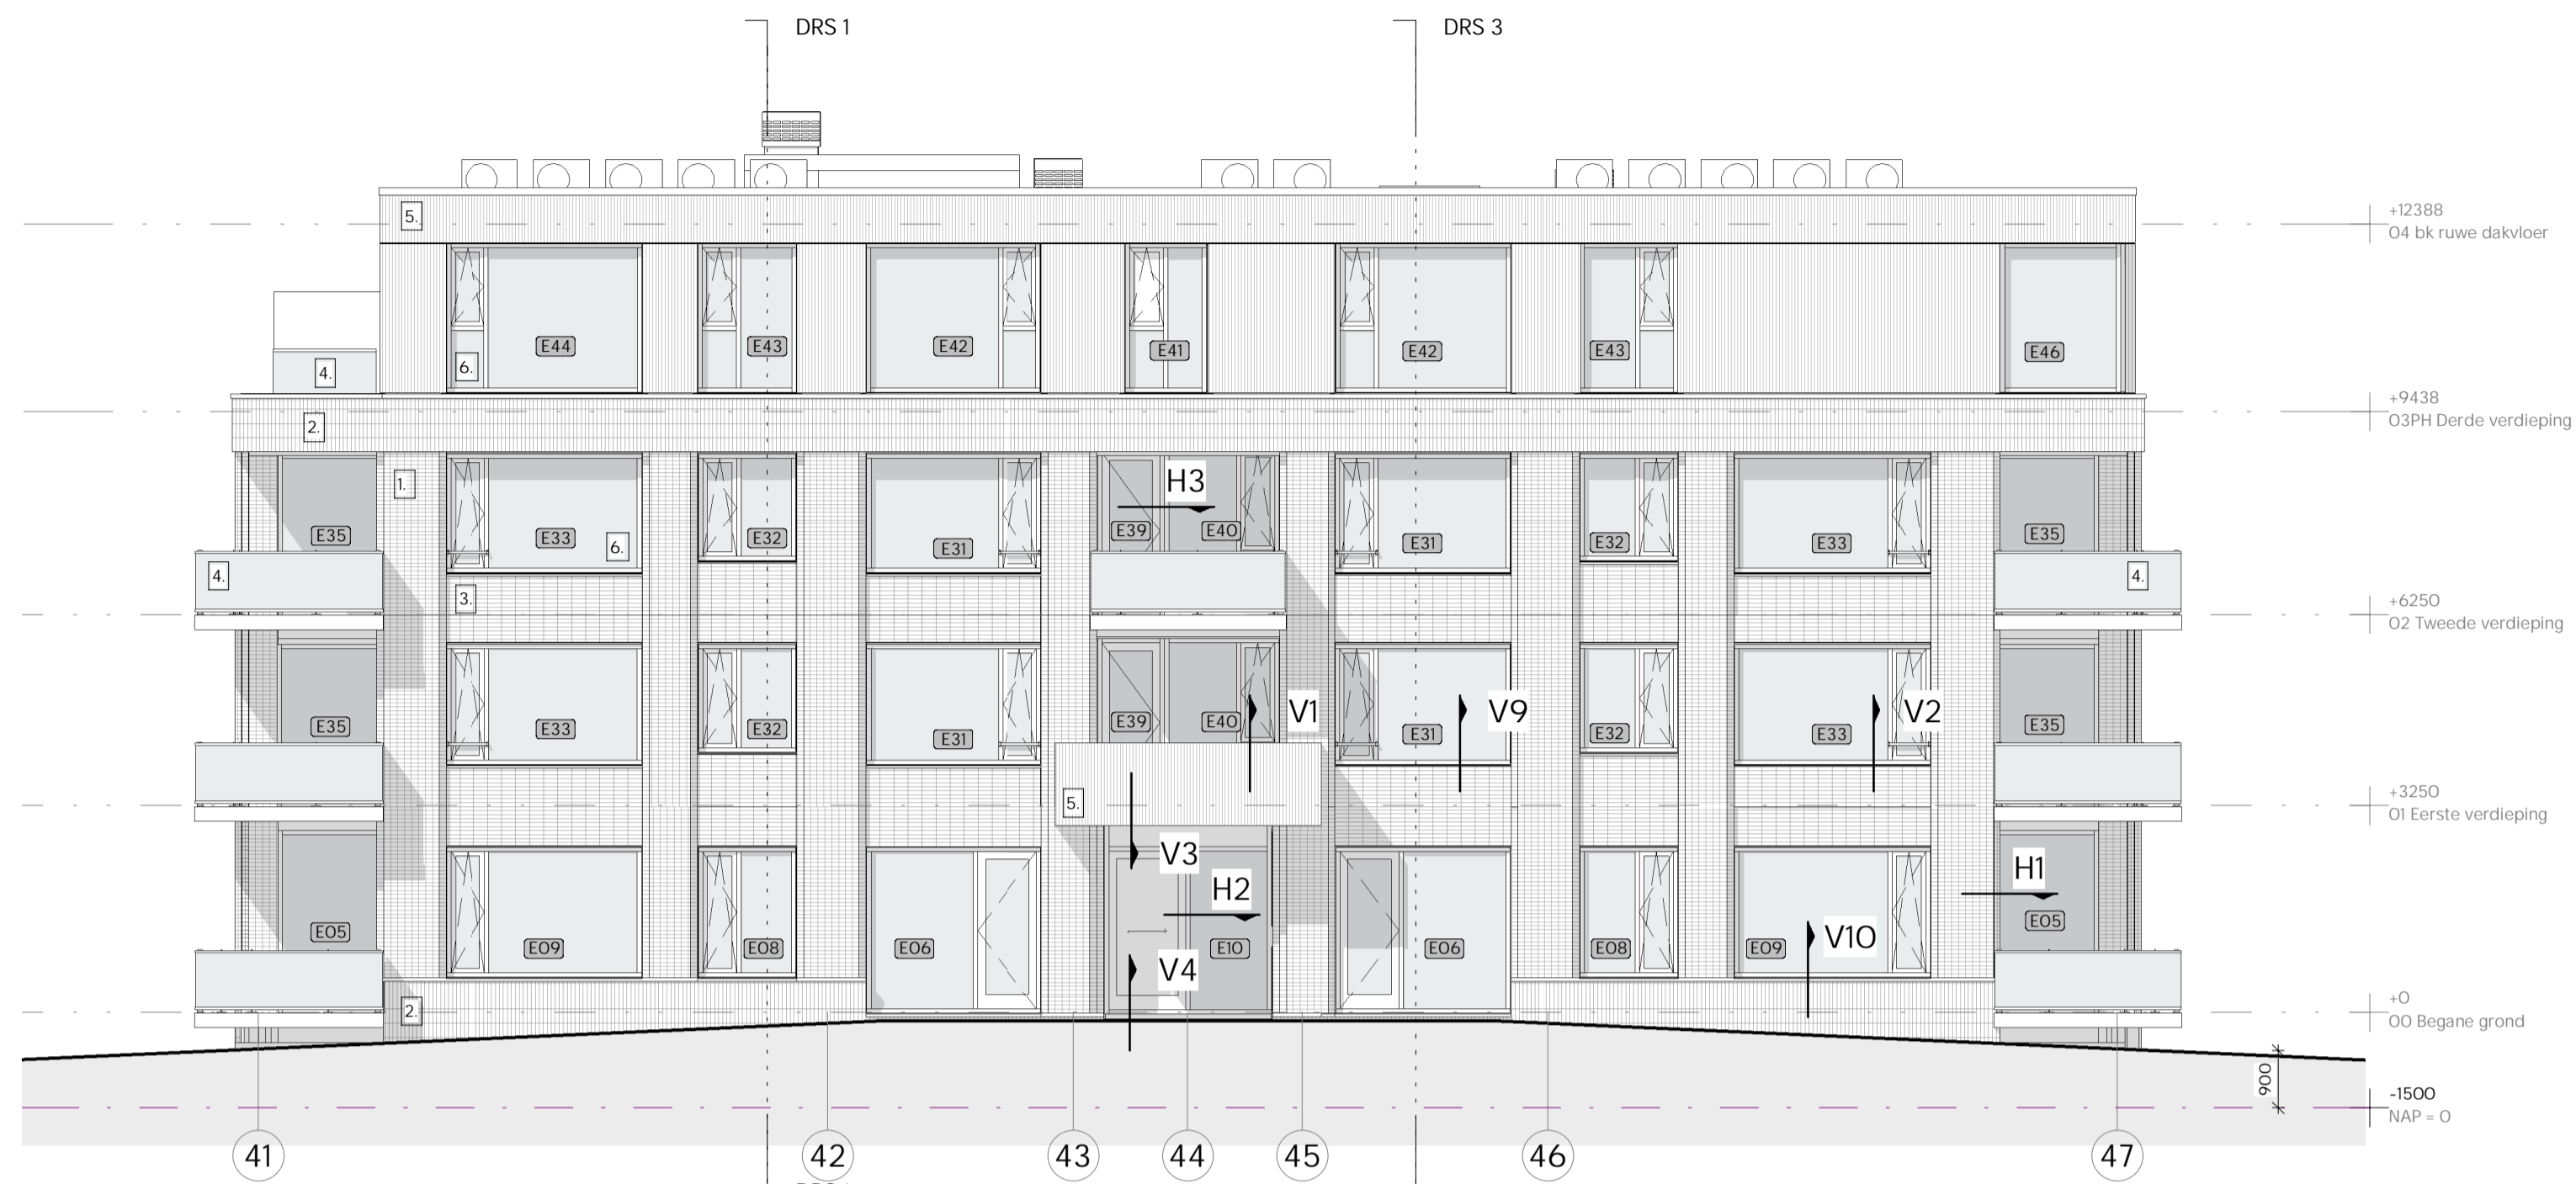 DRS 1
DRS 3
5.
+12388
04 bk ruwe dakvloer
E44
E43
E42
E41
E42
E43
E46
6.
4.
+9438
03PH Derde verdieping
2.
1.
H3
E35
E33
6.
E32
E31
E39
E40
E31
E32
E33
E35
4.
4.
3.
+6250
02 Tweede verdieping
E35
E33
E32
E31
E39
E40
V1
E31
V9
E32
E33
V2
E35
5.
+3250
01 Eerste verdieping
V3
H2
H1
E05
E09
E08
E06
E10
E06
E08
E09
V10
E05
V4
2.
+0
00 Begane grond
900
-1500
NAP = 0
41
42
43
44
45
46
47